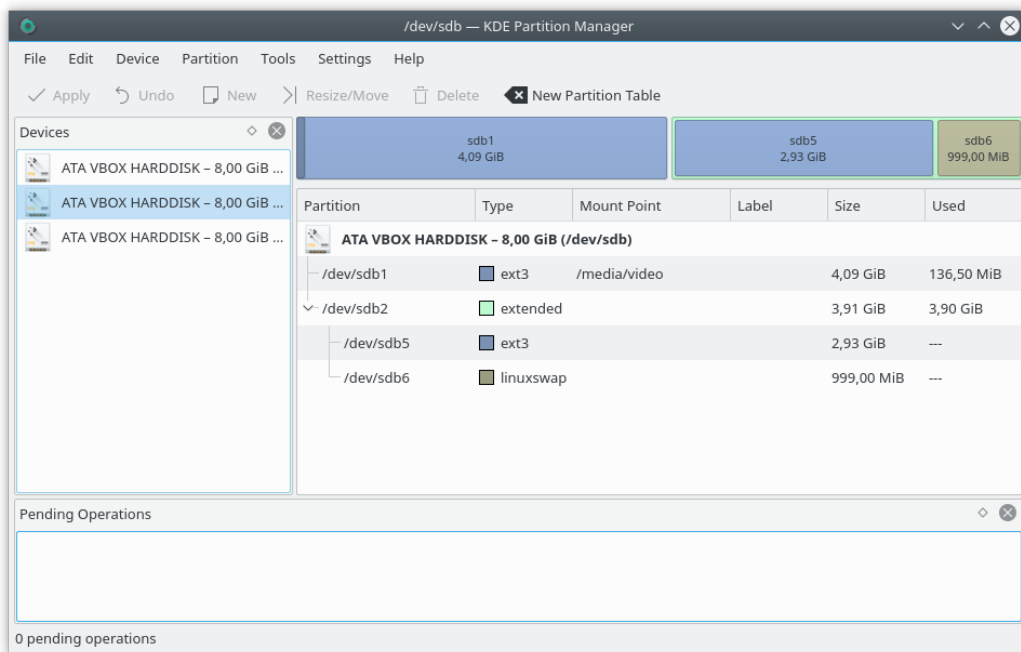 /dev/sdb — KDE Partition Manager
File Edit Device Partition Tools Settings Help
Apply Undo New Resize/Move Delete New Partition Table
Devices
ATA VBOX HARDDISK – 8,00 GiB ...
ATA VBOX HARDDISK – 8,00 GiB ...
ATA VBOX HARDDISK – 8,00 GiB ...
sdb1
4,09 GiB
sdb5
2,93 GiB
sdb6
999,00 MiB
Partition Type Mount Point Label Size Used
ATA VBOX HARDDISK – 8,00 GiB (/dev/sdb)
/dev/sdb1 ext3 /media/video 4,09 GiB 136,50 MiB
/dev/sdb2 extended 3,91 GiB 3,90 GiB
/dev/sdb5 ext3 2,93 GiB ---
/dev/sdb6 linuxswap 999,00 MiB ---
Pending Operations
0 pending operations